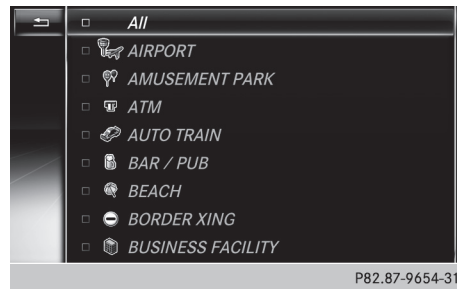 All
AIRPORT
AMUSEMENT PARK
ATM
AUTO TRAIN
BAR / PUB
BEACH
BORDER XING
BUSINESS FACILITY
P82.87-9654-31